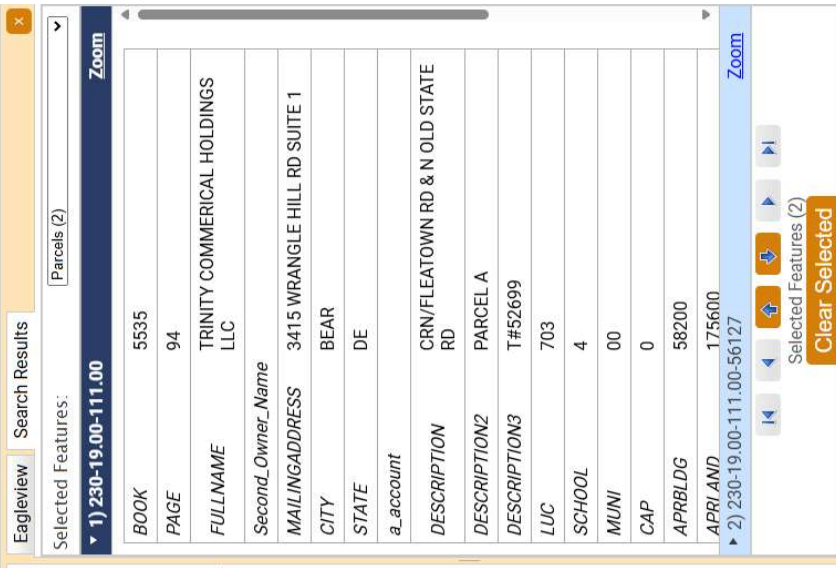 Eagleview Search Results x
Selected Features: Parcels (2)
1) 230-19.00-111.00 Zoom
BOOK 5535
PAGE 94
FULLNAME TRINITY COMMERICAL HOLDINGS
LLC
Second_Owner_Name
MAILINGADDRESS 3415 WRANGLE HILL RD SUITE 1
CITY BEAR
STATE DE
a_account
DESCRIPTION CRN/FLEATOWN RD & N OLD STATE
RD
DESCRIPTION2 PARCEL A
DESCRIPTION3 T#52699
LUC 703
SCHOOL 4
MUNI 00
CAP 0
APRBLDG 58200
APRLAND 175600
2) 230-19.00-111.00-56127 Zoom
Selected Features (2)
Clear Selected